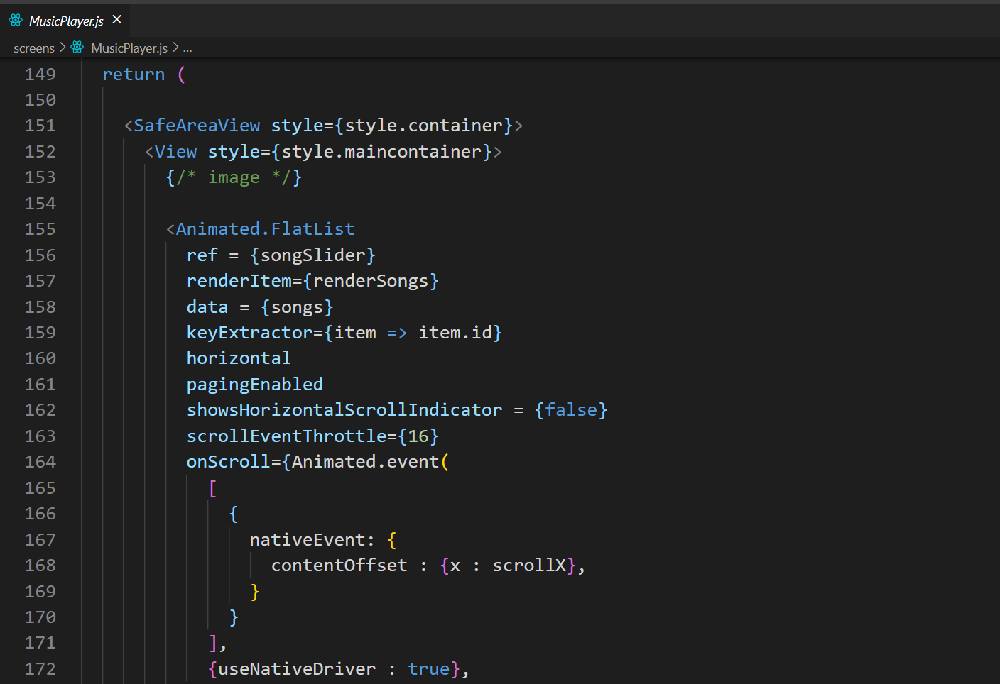 MusicPlayer.js ×
screens > MusicPlayer.js > ...
149 return (
150
151 <SafeAreaView style={style.container}>
152 <View style={style.maincontainer}>
153 {/* image */}
154
155 <Animated.FlatList
156 ref = {songSlider}
157 renderItem={renderSongs}
158 data = {songs}
159 keyExtractor={item => item.id}
160 horizontal
161 pagingEnabled
162 showsHorizontalScrollIndicator = {false}
163 scrollEventThrottle={16}
164 onScroll={Animated.event(
165 [
166 {
167 nativeEvent: {
168 contentOffset : {x : scrollX},
169 }
170 }
171 ],
172 {useNativeDriver : true},